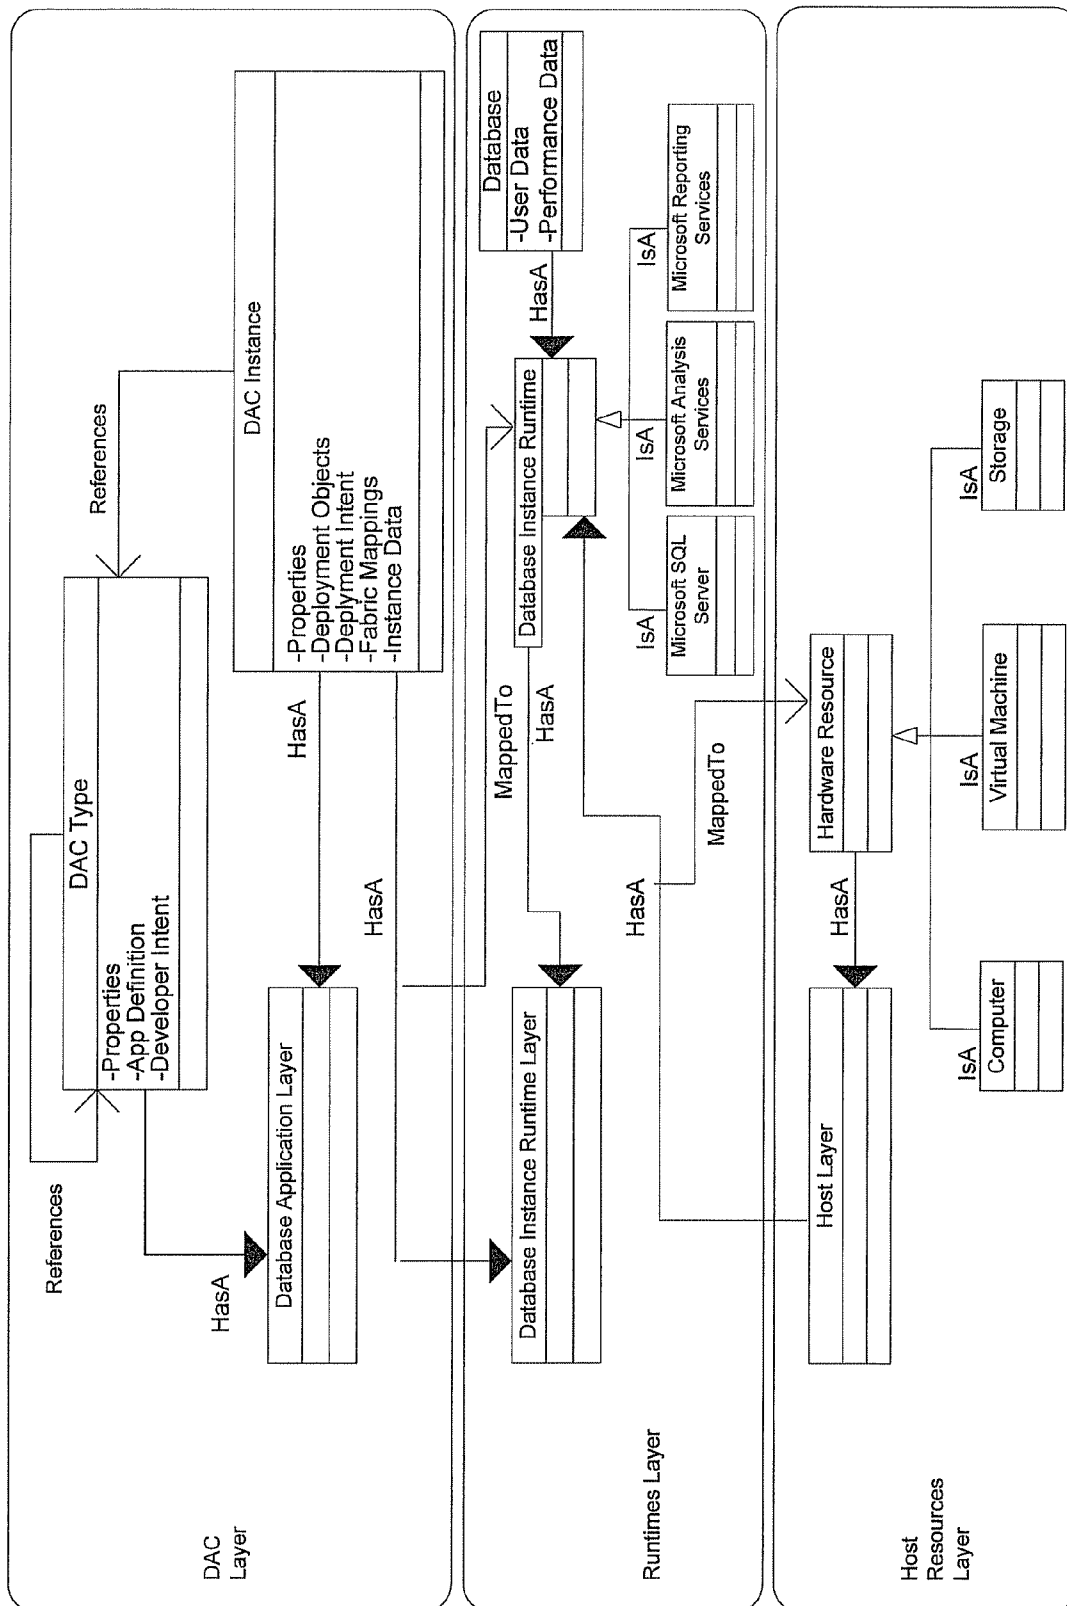 References
DAC Type
-Properties
-App Definition
-Developer Intent
References
DAC Instance
-Properties
-Deployment Objects
-Deplyment Intent
-Fabric Mappings
-Instance Data
HasA
Database Application Layer
HasA
HasA
DAC
Layer
Database
-User Data
-Performance Data
HasA
Database Instance Runtime
MappedTo
HasA
Database Instance Runtime Layer
IsA
Microsoft SQL
Server
IsA
Microsoft Analysis
Services
IsA
Microsoft Reporting
Services
Runtimes Layer
HasA
MappedTo
Host Layer
HasA
Hardware Resource
IsA
Computer
IsA
Virtual Machine
IsA
Storage
Host
Resources
Layer